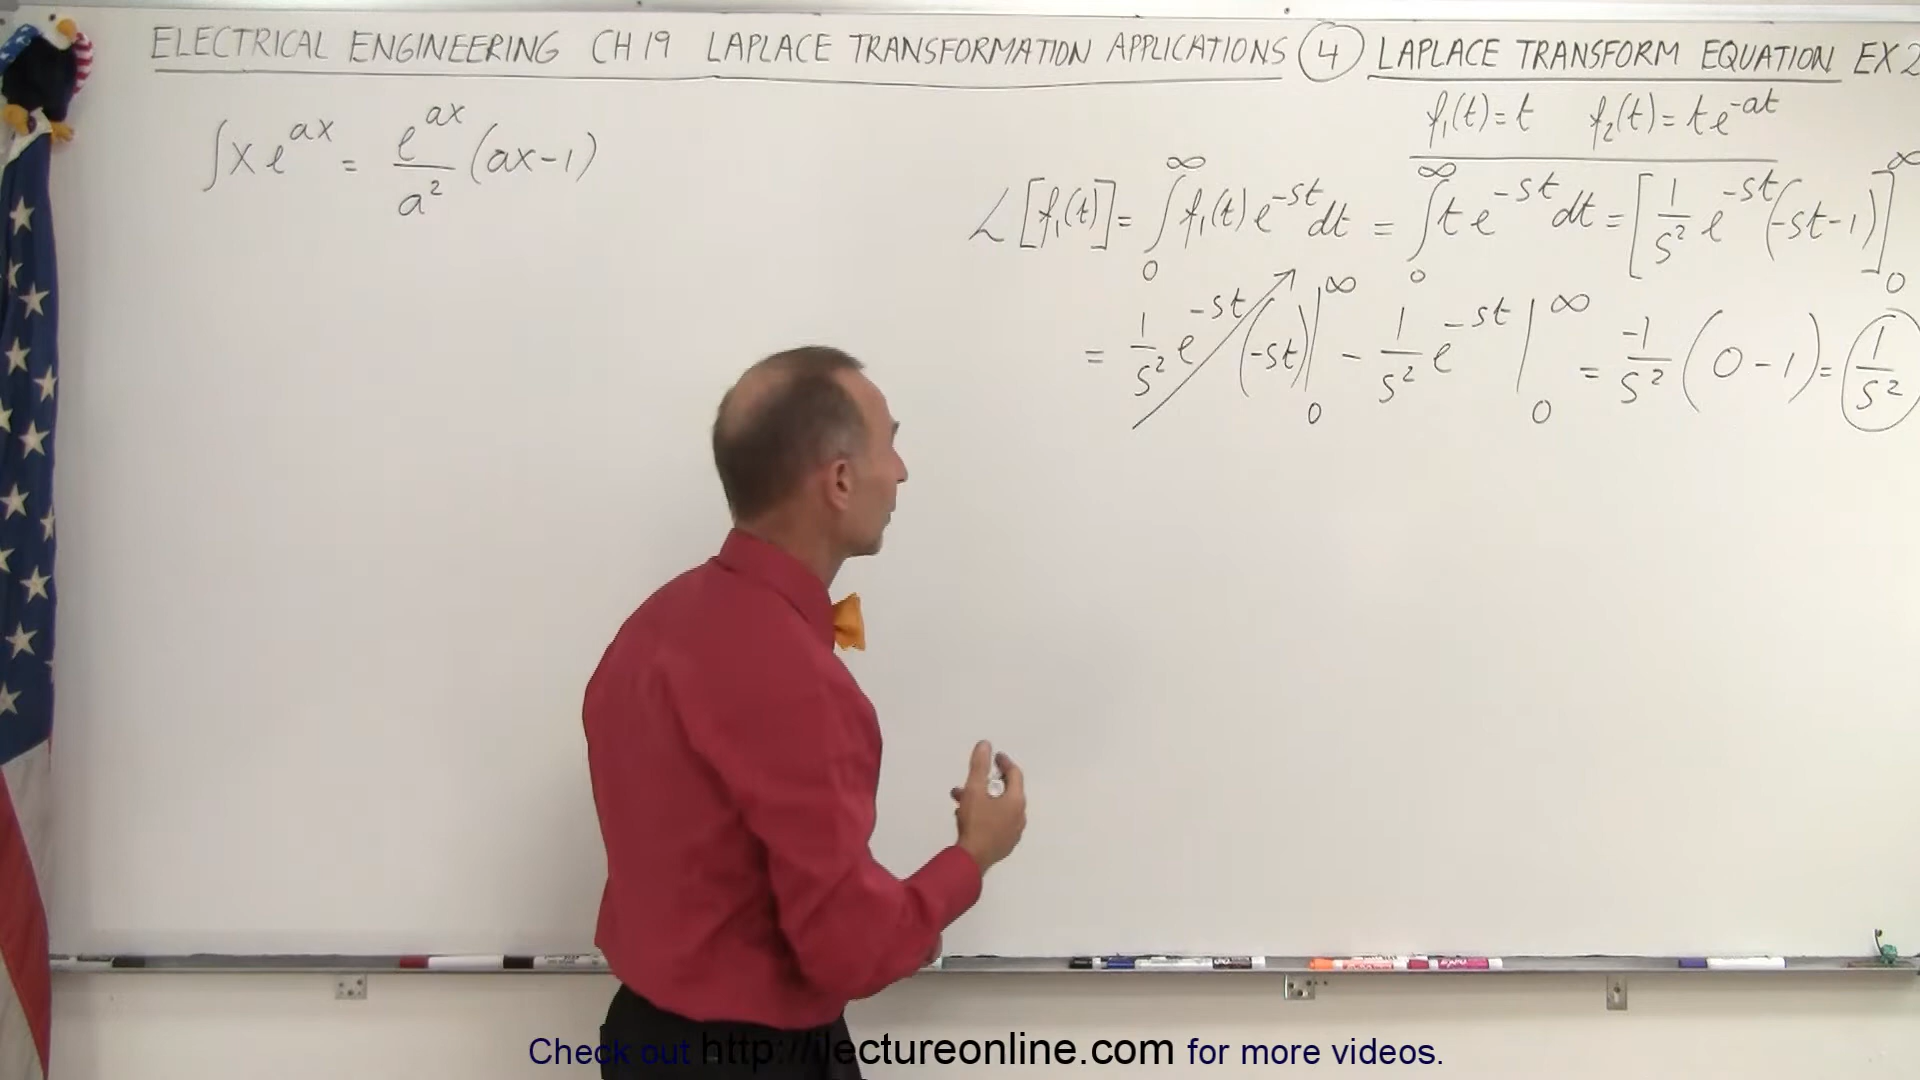 ELECTRICAL ENGINEERING CH 19 LAPLACE TRANSFORMATION APPLICATIONS ④ LAPLACE TRANSFORM EQUATION EX 2
∫xe^{ax} = e^{ax}/a² (ax-1)
f₁(t)=t f₂(t)=te^{-at}
ℒ[f₁(t)] = ∫₀^∞ f₁(t)e^{-st}dt = ∫₀^∞ te^{-st}dt = [1/s² e^{-st}(-st-1)]₀^∞
= 1/s² e^{-st}(-st)|₀^∞ - 1/s² e^{-st}|₀^∞ = -1/s² (0-1) = 1/s²
Check out http://ilectureonline.com for more videos.